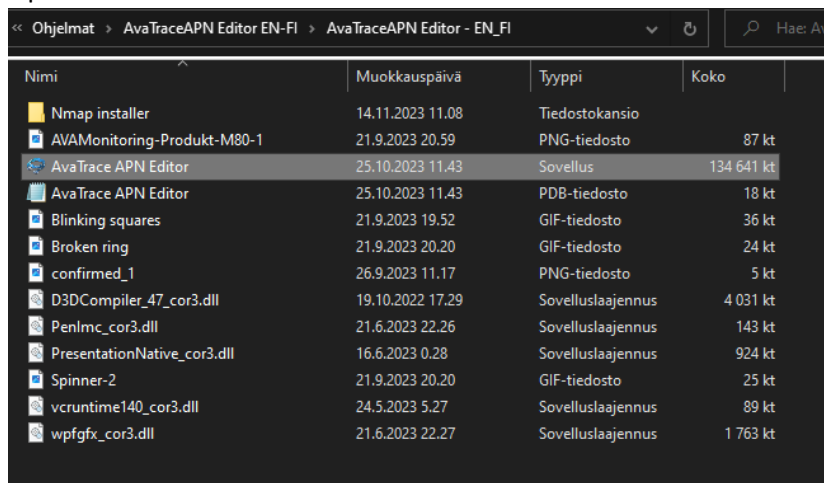 « Ohjelmat > AvaTraceAPN Editor EN-FI > AvaTraceAPN Editor - EN_FI Hae: Av
Nimi Muokkauspäivä Tyyppi Koko
Nmap installer 14.11.2023 11.08 Tiedostokansio
AVAMonitoring-Produkt-M80-1 21.9.2023 20.59 PNG-tiedosto 87 kt
AvaTrace APN Editor 25.10.2023 11.43 Sovellus 134 641 kt
AvaTrace APN Editor 25.10.2023 11.43 PDB-tiedosto 18 kt
Blinking squares 21.9.2023 19.52 GIF-tiedosto 36 kt
Broken ring 21.9.2023 20.20 GIF-tiedosto 24 kt
confirmed_1 26.9.2023 11.17 PNG-tiedosto 5 kt
D3DCompiler_47_cor3.dll 19.10.2022 17.29 Sovelluslaajennus 4 031 kt
PenImc_cor3.dll 21.6.2023 22.26 Sovelluslaajennus 143 kt
PresentationNative_cor3.dll 16.6.2023 0.28 Sovelluslaajennus 924 kt
Spinner-2 21.9.2023 20.20 GIF-tiedosto 25 kt
vcruntime140_cor3.dll 24.5.2023 5.27 Sovelluslaajennus 89 kt
wpfgfx_cor3.dll 21.6.2023 22.27 Sovelluslaajennus 1 763 kt